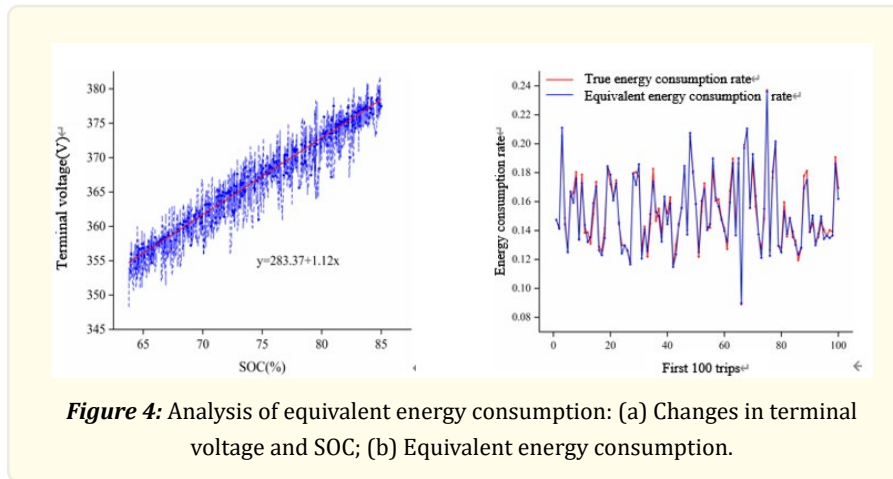 380
375
370
365
360
355
350
345
Terminal voltage(V)↵
y=283.37+1.12x
65 70 75 80 85
SOC(%)
↵
0.24
0.22
0.20
0.18
0.16
0.14
0.12
0.10
0.08
Energy consumption rate↵
True energy consumption rate↵
Equivalent energy consumption rate↵
0 20 40 60 80 100
First 100 trips↵
↵
Figure 4: Analysis of equivalent energy consumption: (a) Changes in terminal
voltage and SOC; (b) Equivalent energy consumption.